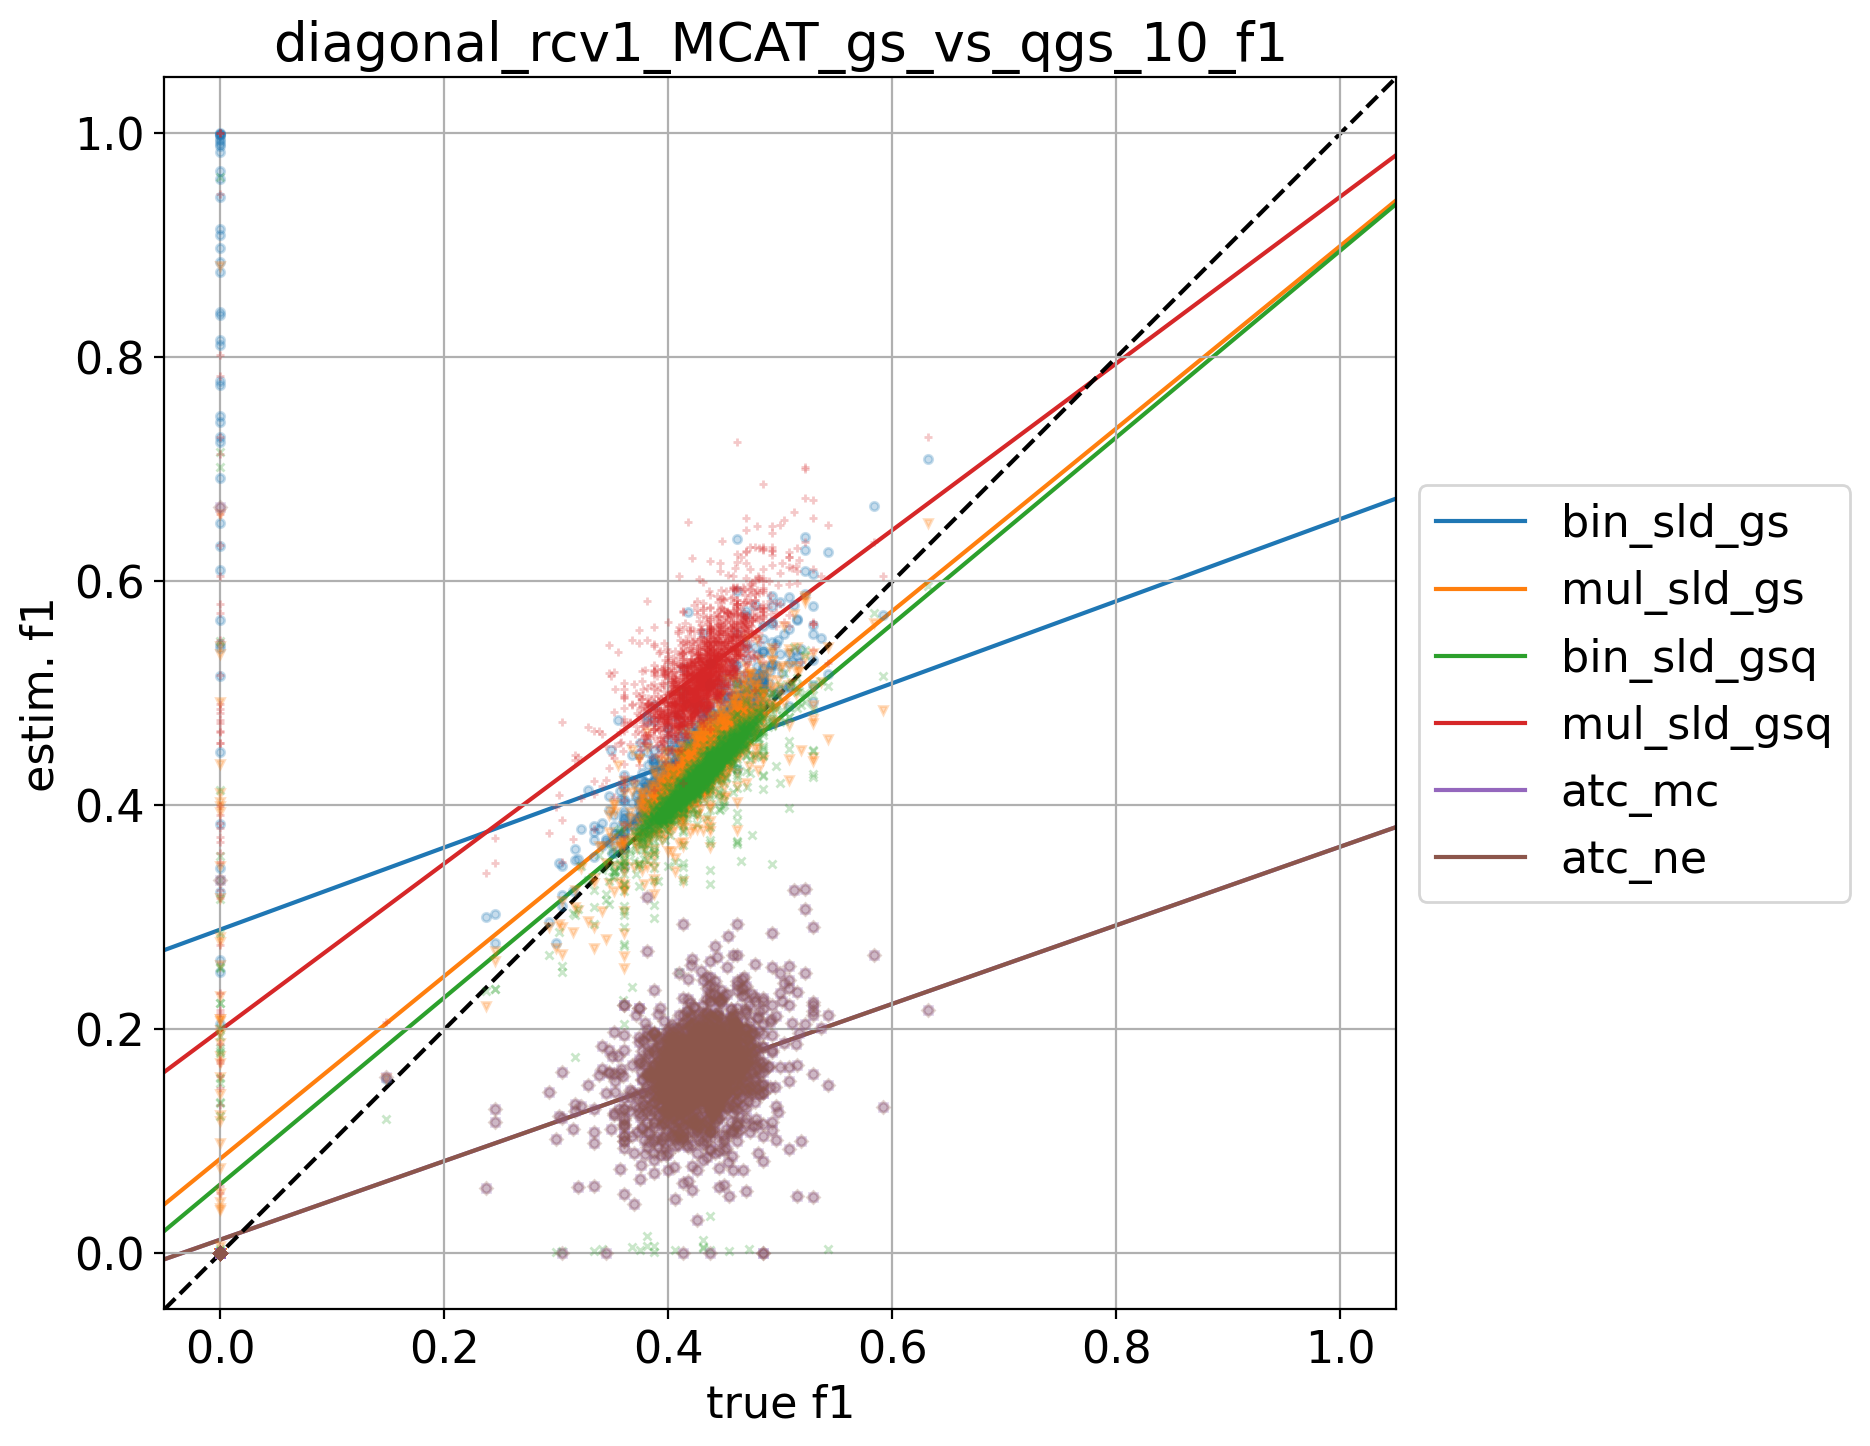 diagonal_rcv1_MCAT_gs_vs_qgs_10_f1
1.0
0.8
0.6
0.4
0.2
0.0
estim. f1
0.0 0.2 0.4 0.6 0.8 1.0
true f1
bin_sld_gs
mul_sld_gs
bin_sld_gsq
mul_sld_gsq
atc_mc
atc_ne